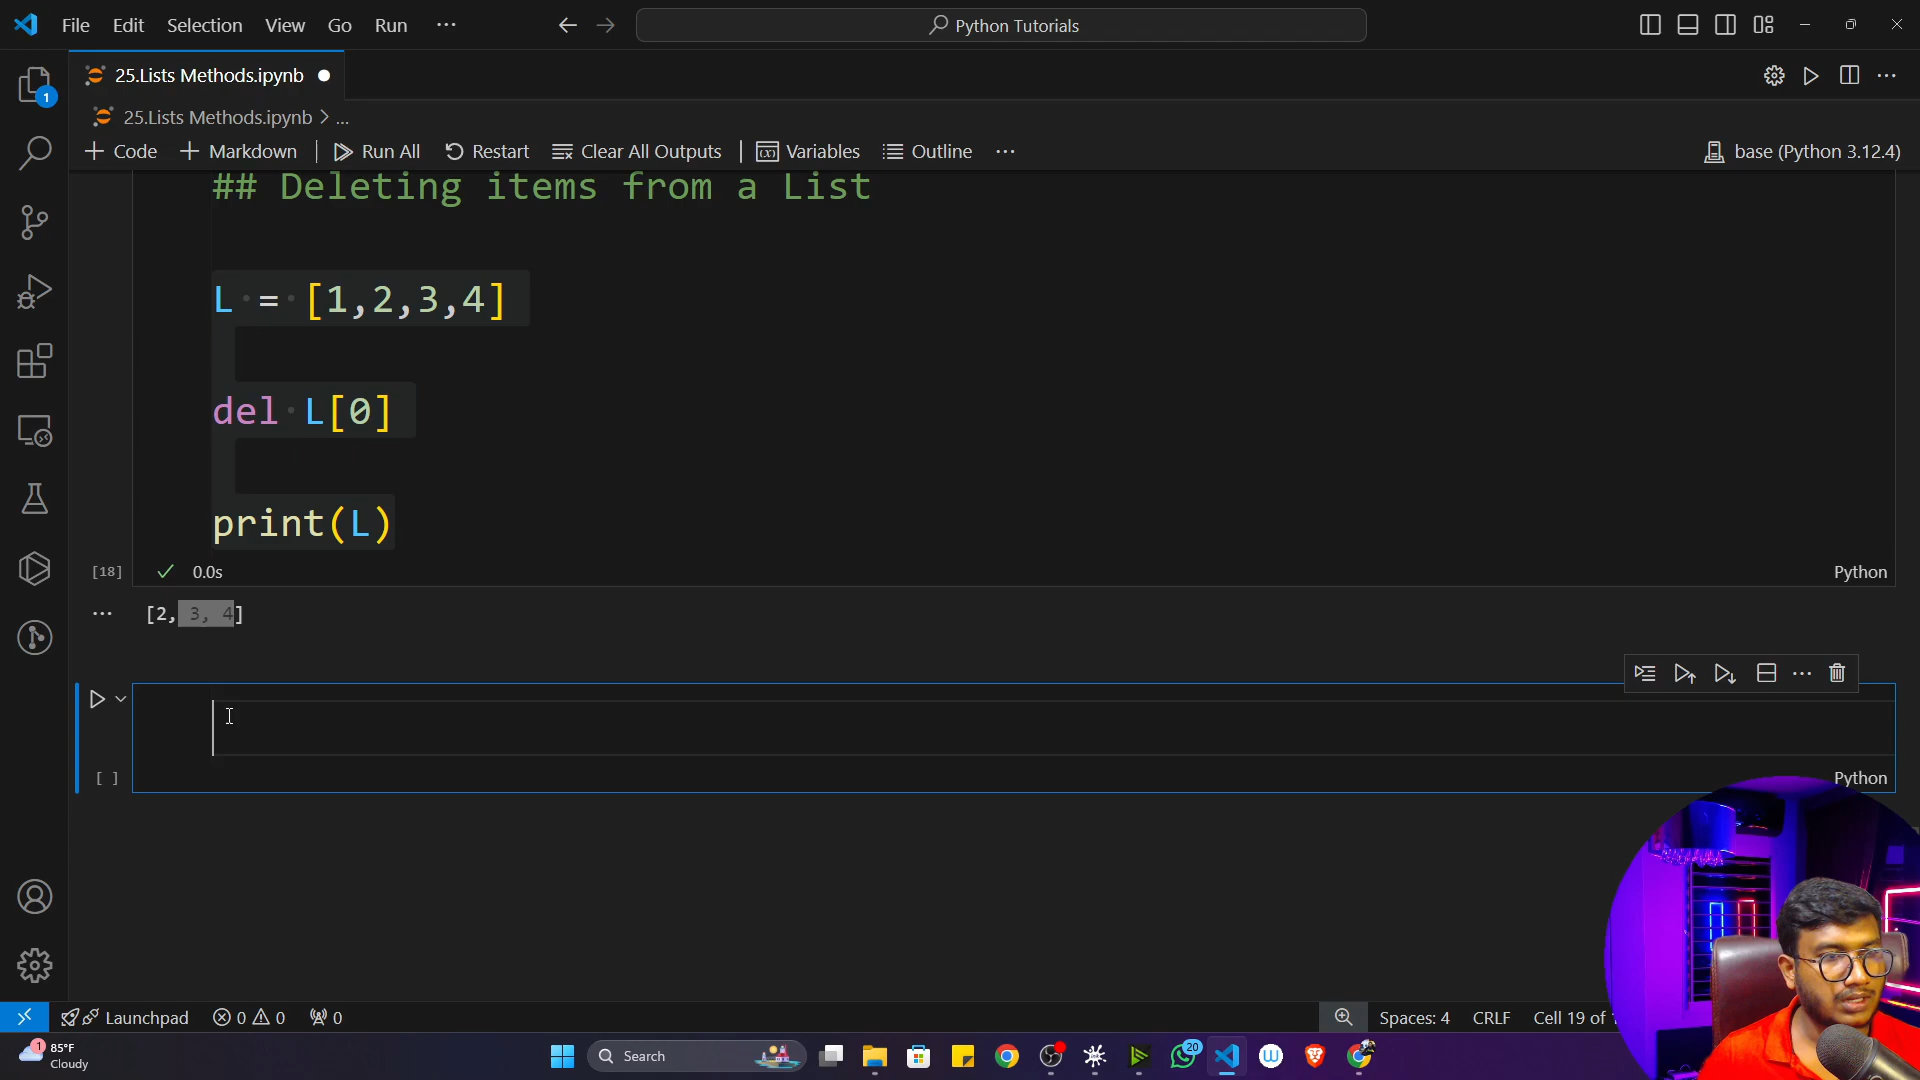 File Edit Selection View Go Run ...
Python Tutorials
25.Lists Methods.ipynb
25.Lists Methods.ipynb > ...
+ Code + Markdown Run All Restart Clear All Outputs Variables Outline ...
base (Python 3.12.4)
## Deleting items from a List
L = [1,2,3,4]
del L[0]
print(L)
[18] 0.0s Python
[2, 3, 4]
[ ] Python
Launchpad 0 0 0
Spaces: 4 CRLF Cell 19 of
85°F
Cloudy
Search
20
1
1